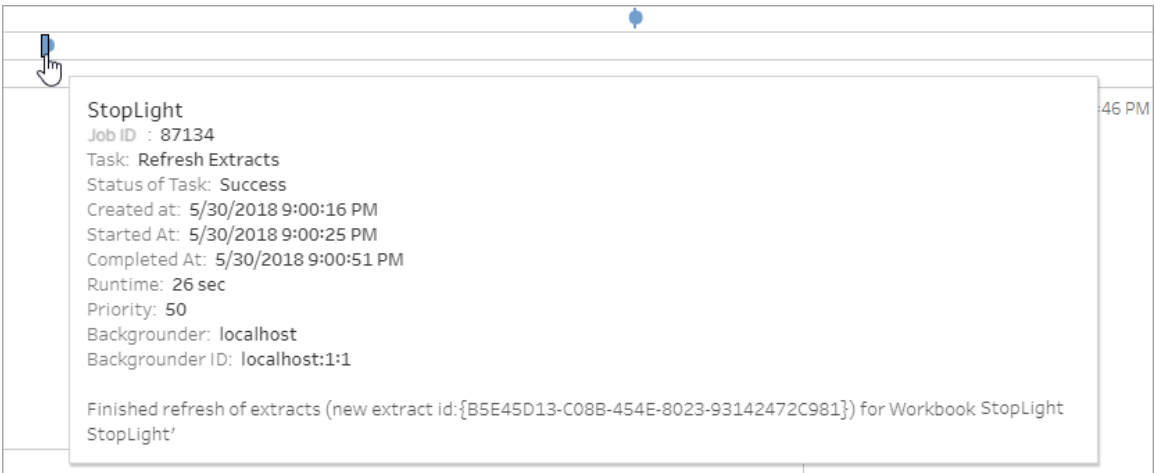 StopLight
Job ID : 87134
Task: Refresh Extracts
Status of Task: Success
Created at: 5/30/2018 9:00:16 PM
Started At: 5/30/2018 9:00:25 PM
Completed At: 5/30/2018 9:00:51 PM
Runtime: 26 sec
Priority: 50
Backgrounder: localhost
Backgrounder ID: localhost:1:1
Finished refresh of extracts (new extract id:{B5E45D13-C08B-454E-8023-93142472C981}) for Workbook StopLight
StopLight’
:46 PM